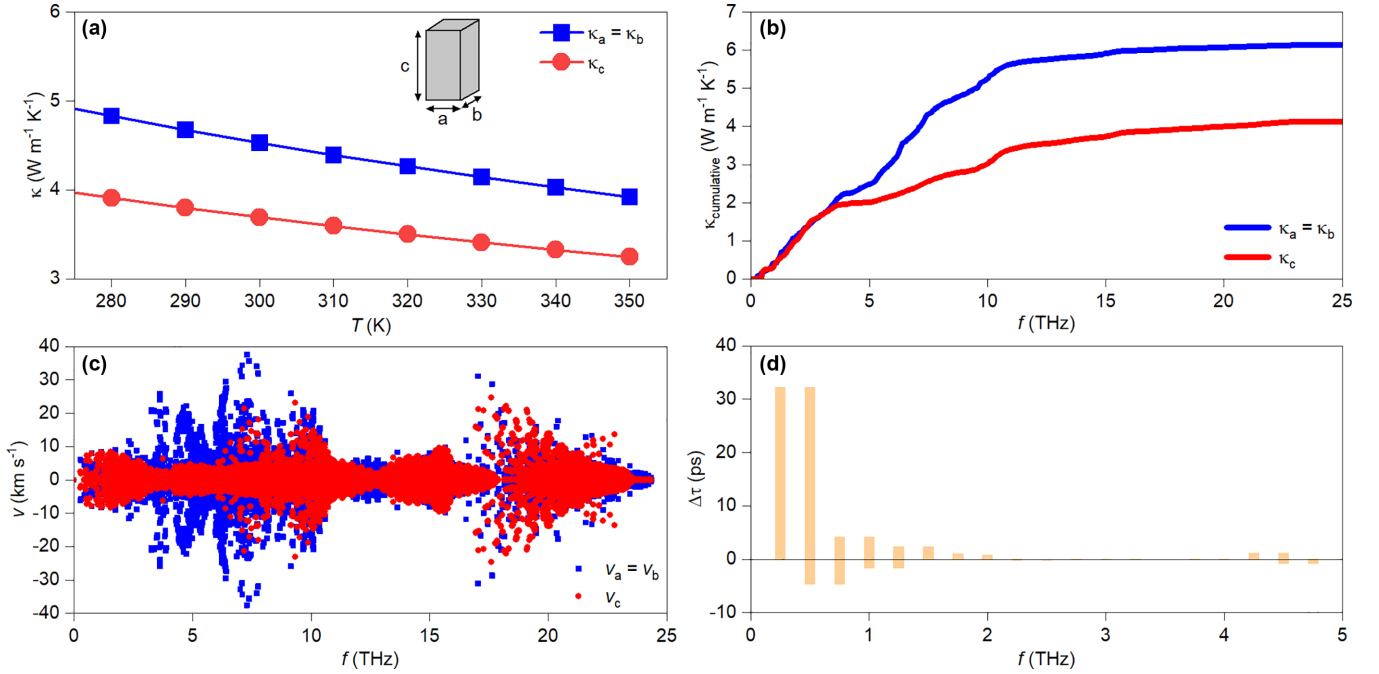 (a)
κa = κb
κc
c
a
b
6
5
4
3
κ (W m-1 K-1)
280 290 300 310 320 330 340 350
T (K)
(b)
7
6
5
4
3
2
1
0
κcumulative (W m-1 K-1)
κa = κb
κc
0 5 10 15 20 25
f (THz)
(c)
40
30
20
10
0
-10
-20
-30
-40
v (km s-1)
va = vb
vc
0 5 10 15 20 25
f (THz)
(d)
40
30
20
10
0
-10
Δτ (ps)
0 1 2 3 4 5
f (THz)